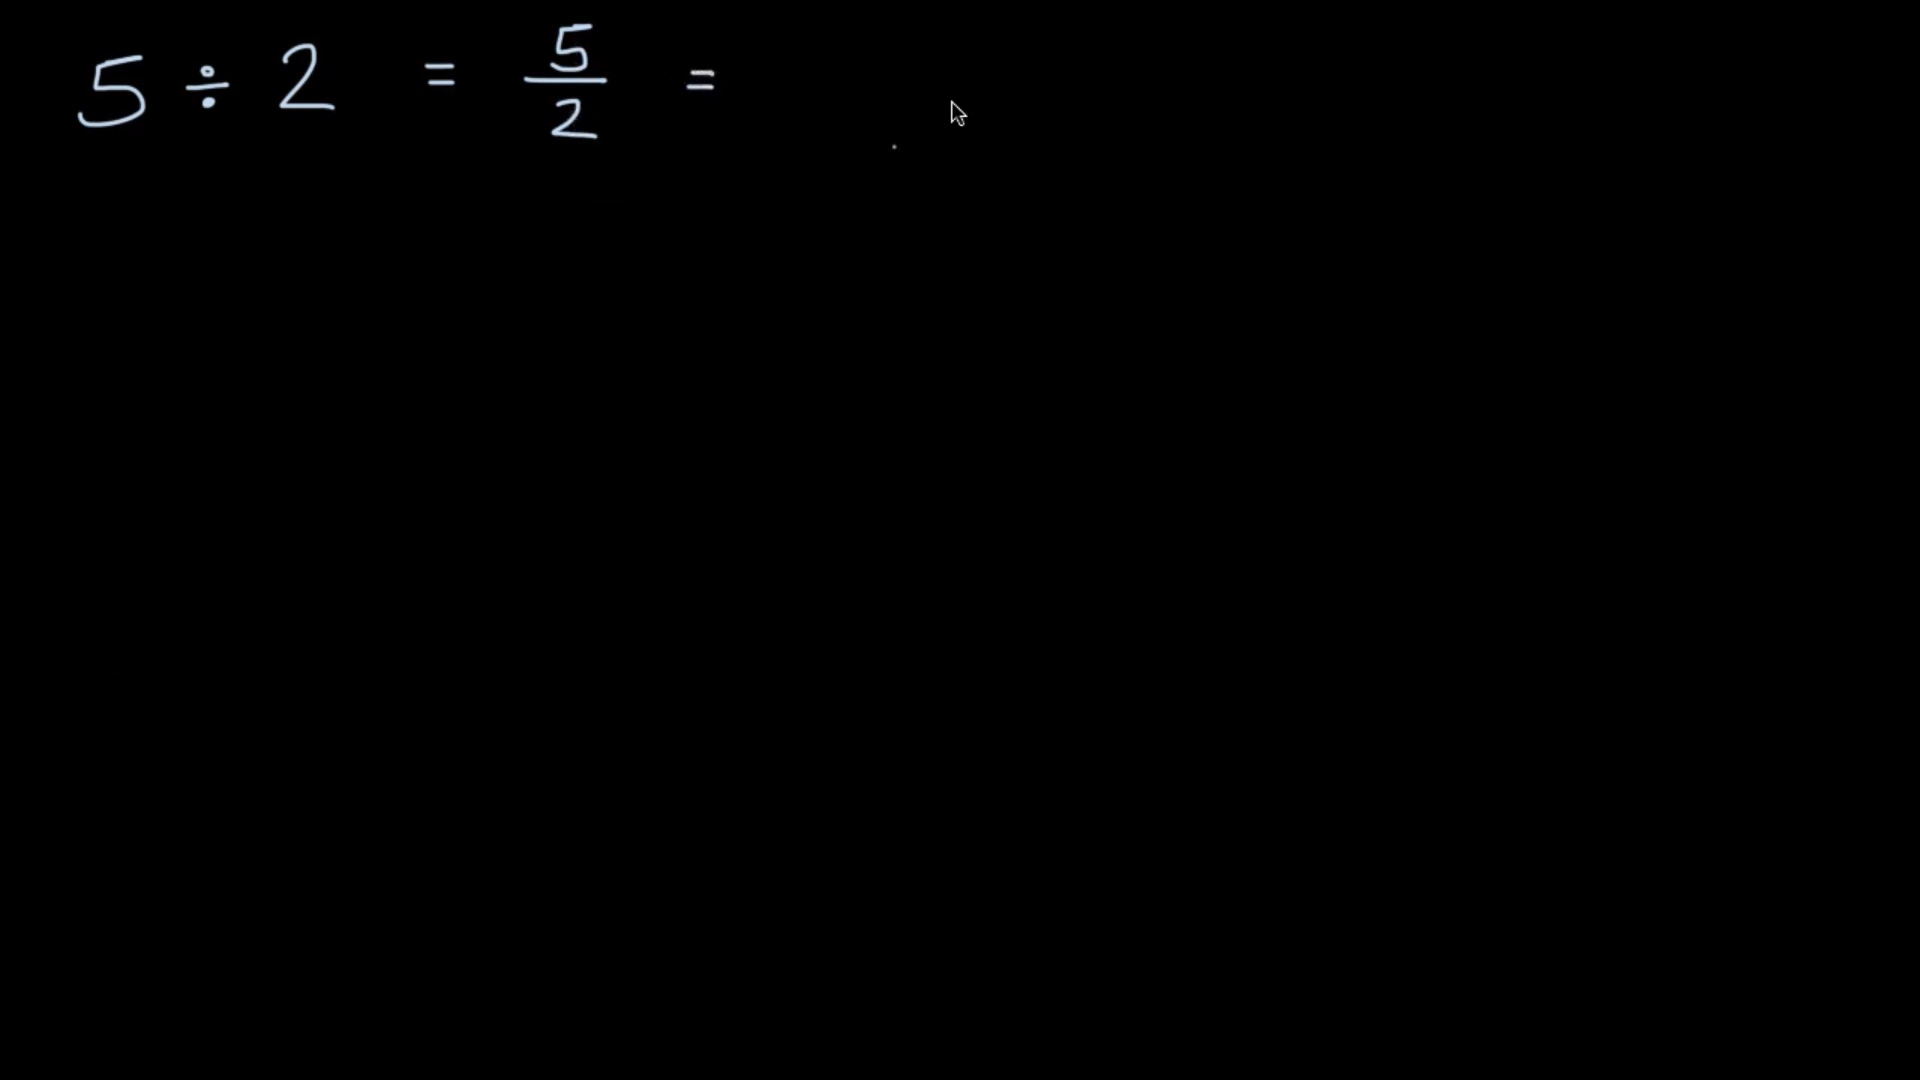 5 ÷ 2 = 5/2 =